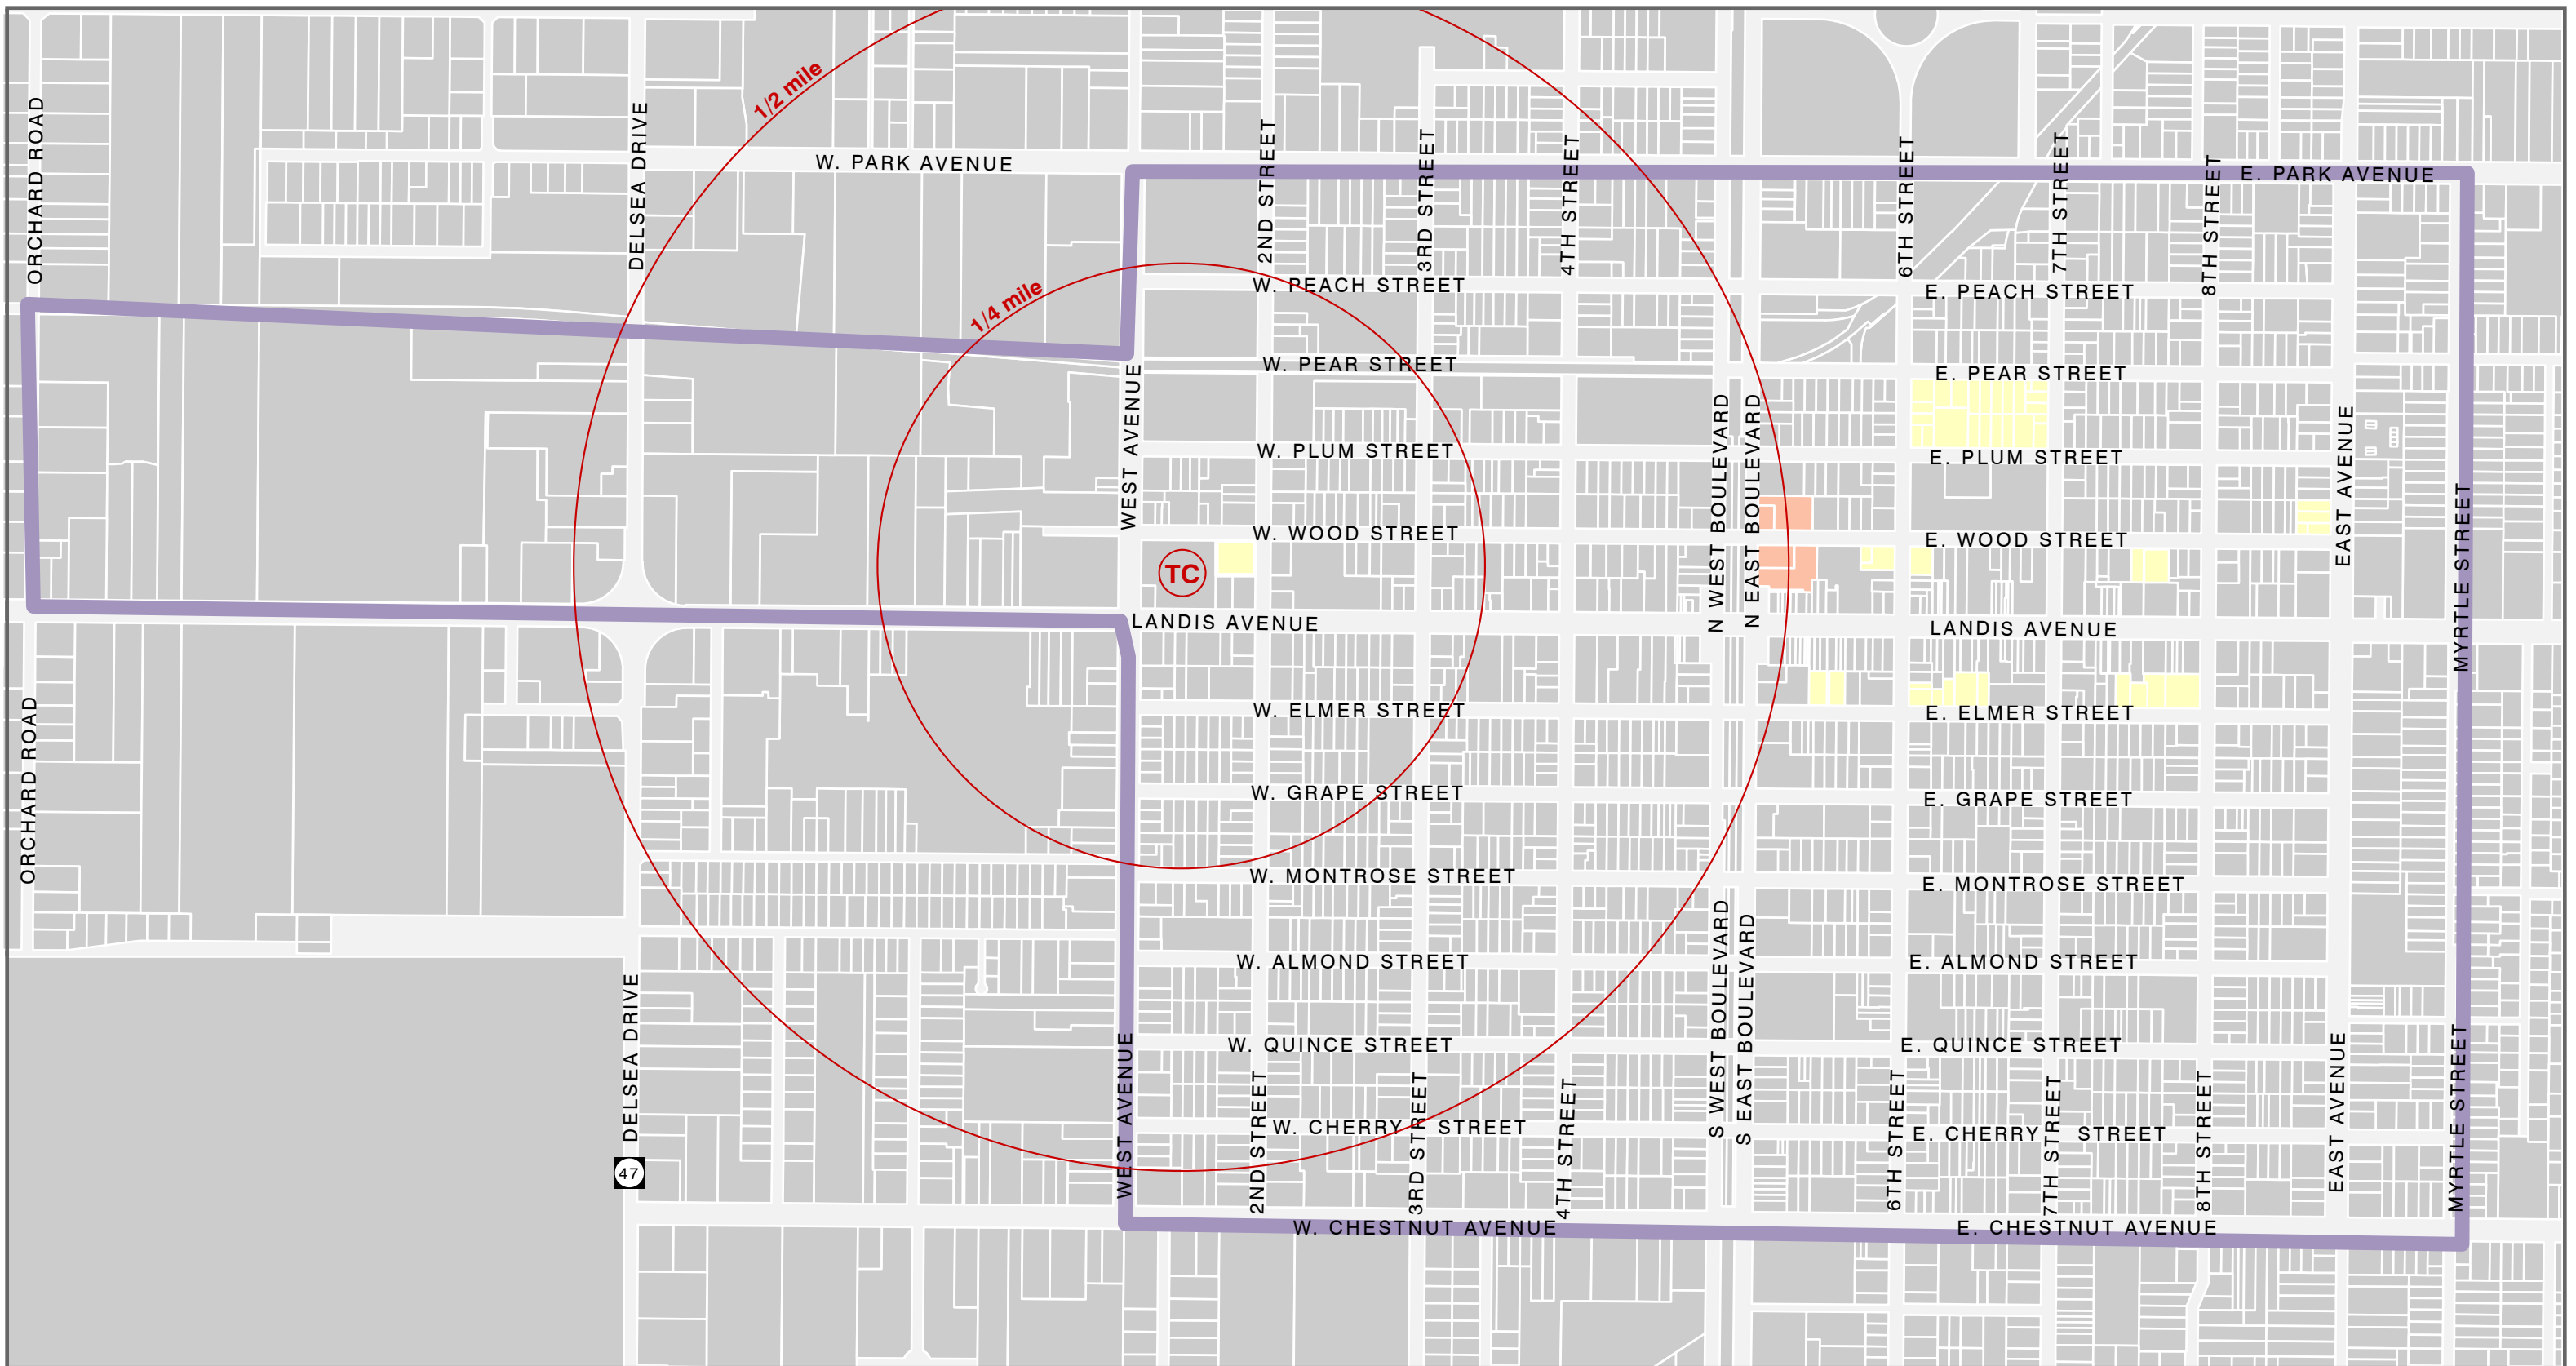 1/2 mile
ORCHARD ROAD
DELSEA DRIVE
W. PARK AVENUE
2ND STREET
3RD STREET
4TH STREET
6TH STREET
7TH STREET
8TH STREET
E. PARK AVENUE
W. PEACH STREET
E. PEACH STREET
1/4 mile
W. PEAR STREET
E. PEAR STREET
WEST AVENUE
N WEST BOULEVARD
N EAST BOULEVARD
EAST AVENUE
W. PLUM STREET
E. PLUM STREET
MYRTLE STREET
W. WOOD STREET
E. WOOD STREET
TC
LANDIS AVENUE
LANDIS AVENUE
ORCHARD ROAD
W. ELMER STREET
E. ELMER STREET
W. GRAPE STREET
E. GRAPE STREET
W. MONTROSE STREET
E. MONTROSE STREET
S WEST BOULEVARD
S EAST BOULEVARD
W. ALMOND STREET
E. ALMOND STREET
DELSEA DRIVE
WEST AVENUE
W. QUINCE STREET
E. QUINCE STREET
EAST AVENUE
MYRTLE STREET
2ND STREET
3RD STREET
4TH STREET
6TH STREET
7TH STREET
8TH STREET
W. CHERRY STREET
E. CHERRY STREET
47
W. CHESTNUT AVENUE
E. CHESTNUT AVENUE